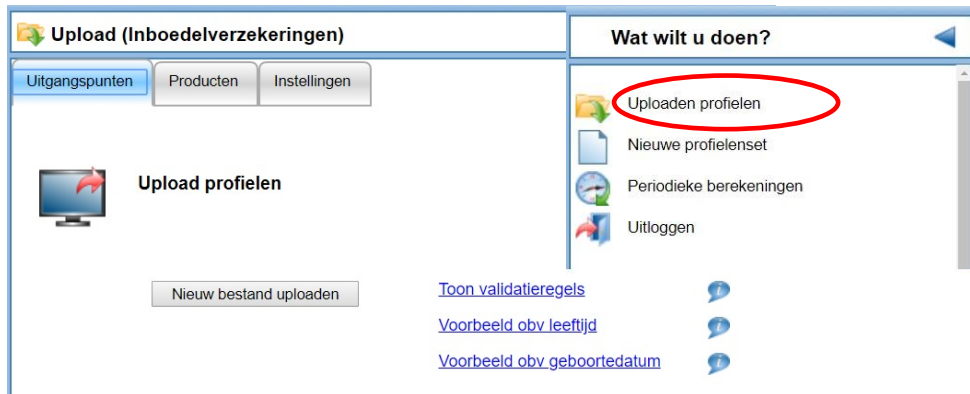 Upload (Inboedelverzekeringen)
Uitgangspunten
Producten
Instellingen
Upload profielen
Nieuw bestand uploaden
Toon validatieregels
Voorbeeld obv leeftijd
Voorbeeld obv geboortedatum
Wat wilt u doen?
Uploaden profielen
Nieuwe profielenset
Periodieke berekeningen
Uitloggen